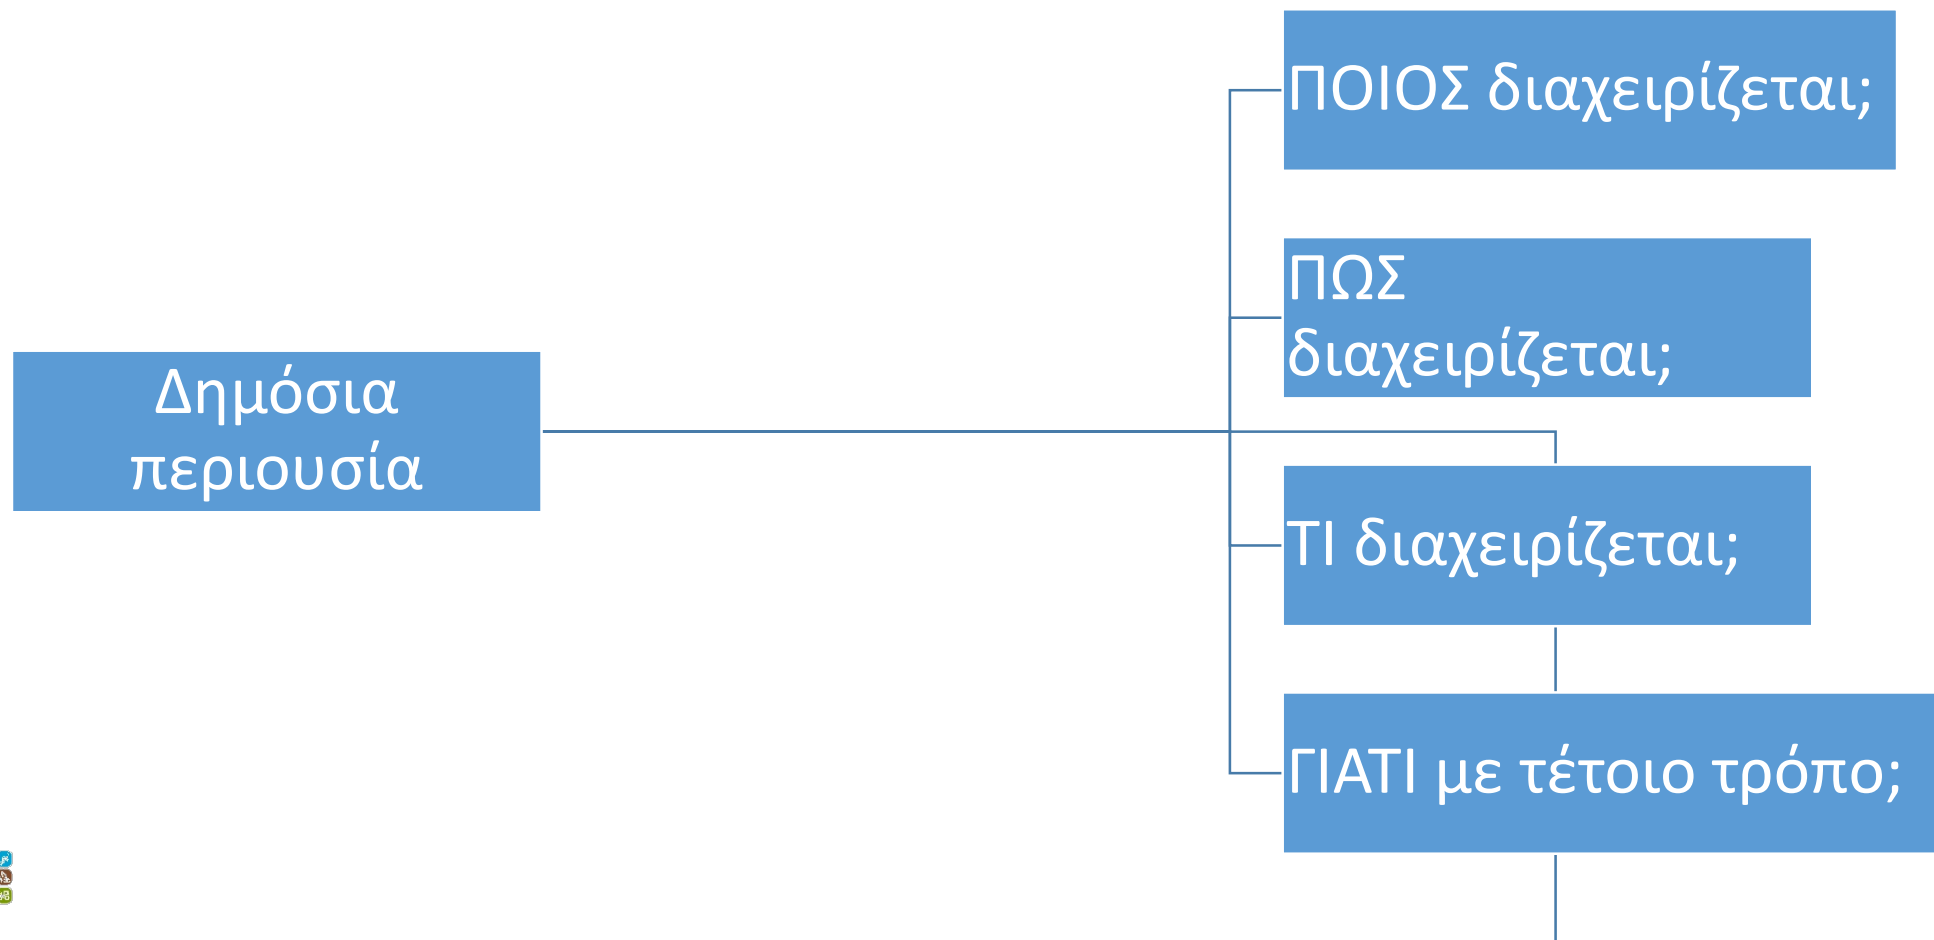 Δημόσια
περιουσία
ΠΟΙΟΣ διαχειρίζεται;
ΠΩΣ
διαχειρίζεται;
ΤΙ διαχειρίζεται;
ΓΙΑΤΙ με τέτοιο τρόπο;